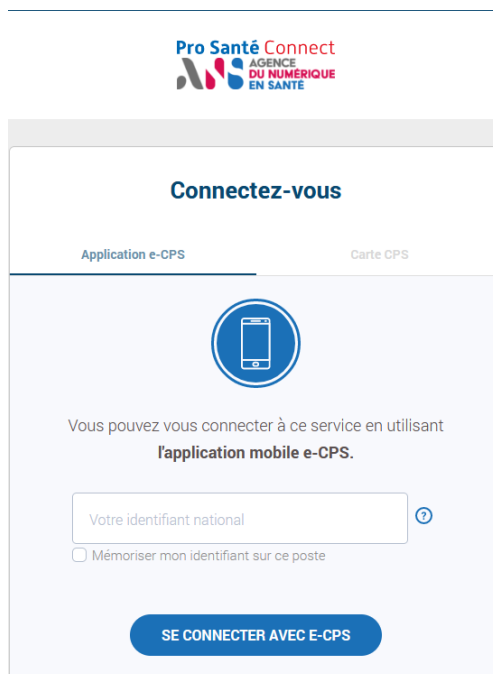 Pro Santé Connect
AGENCE
DU NUMÉRIQUE
EN SANTÉ
Connectez-vous
Application e-CPS
Carte CPS
Vous pouvez vous connecter à ce service en utilisant
l'application mobile e-CPS.
Votre identifiant national
?
Mémoriser mon identifiant sur ce poste
SE CONNECTER AVEC E-CPS